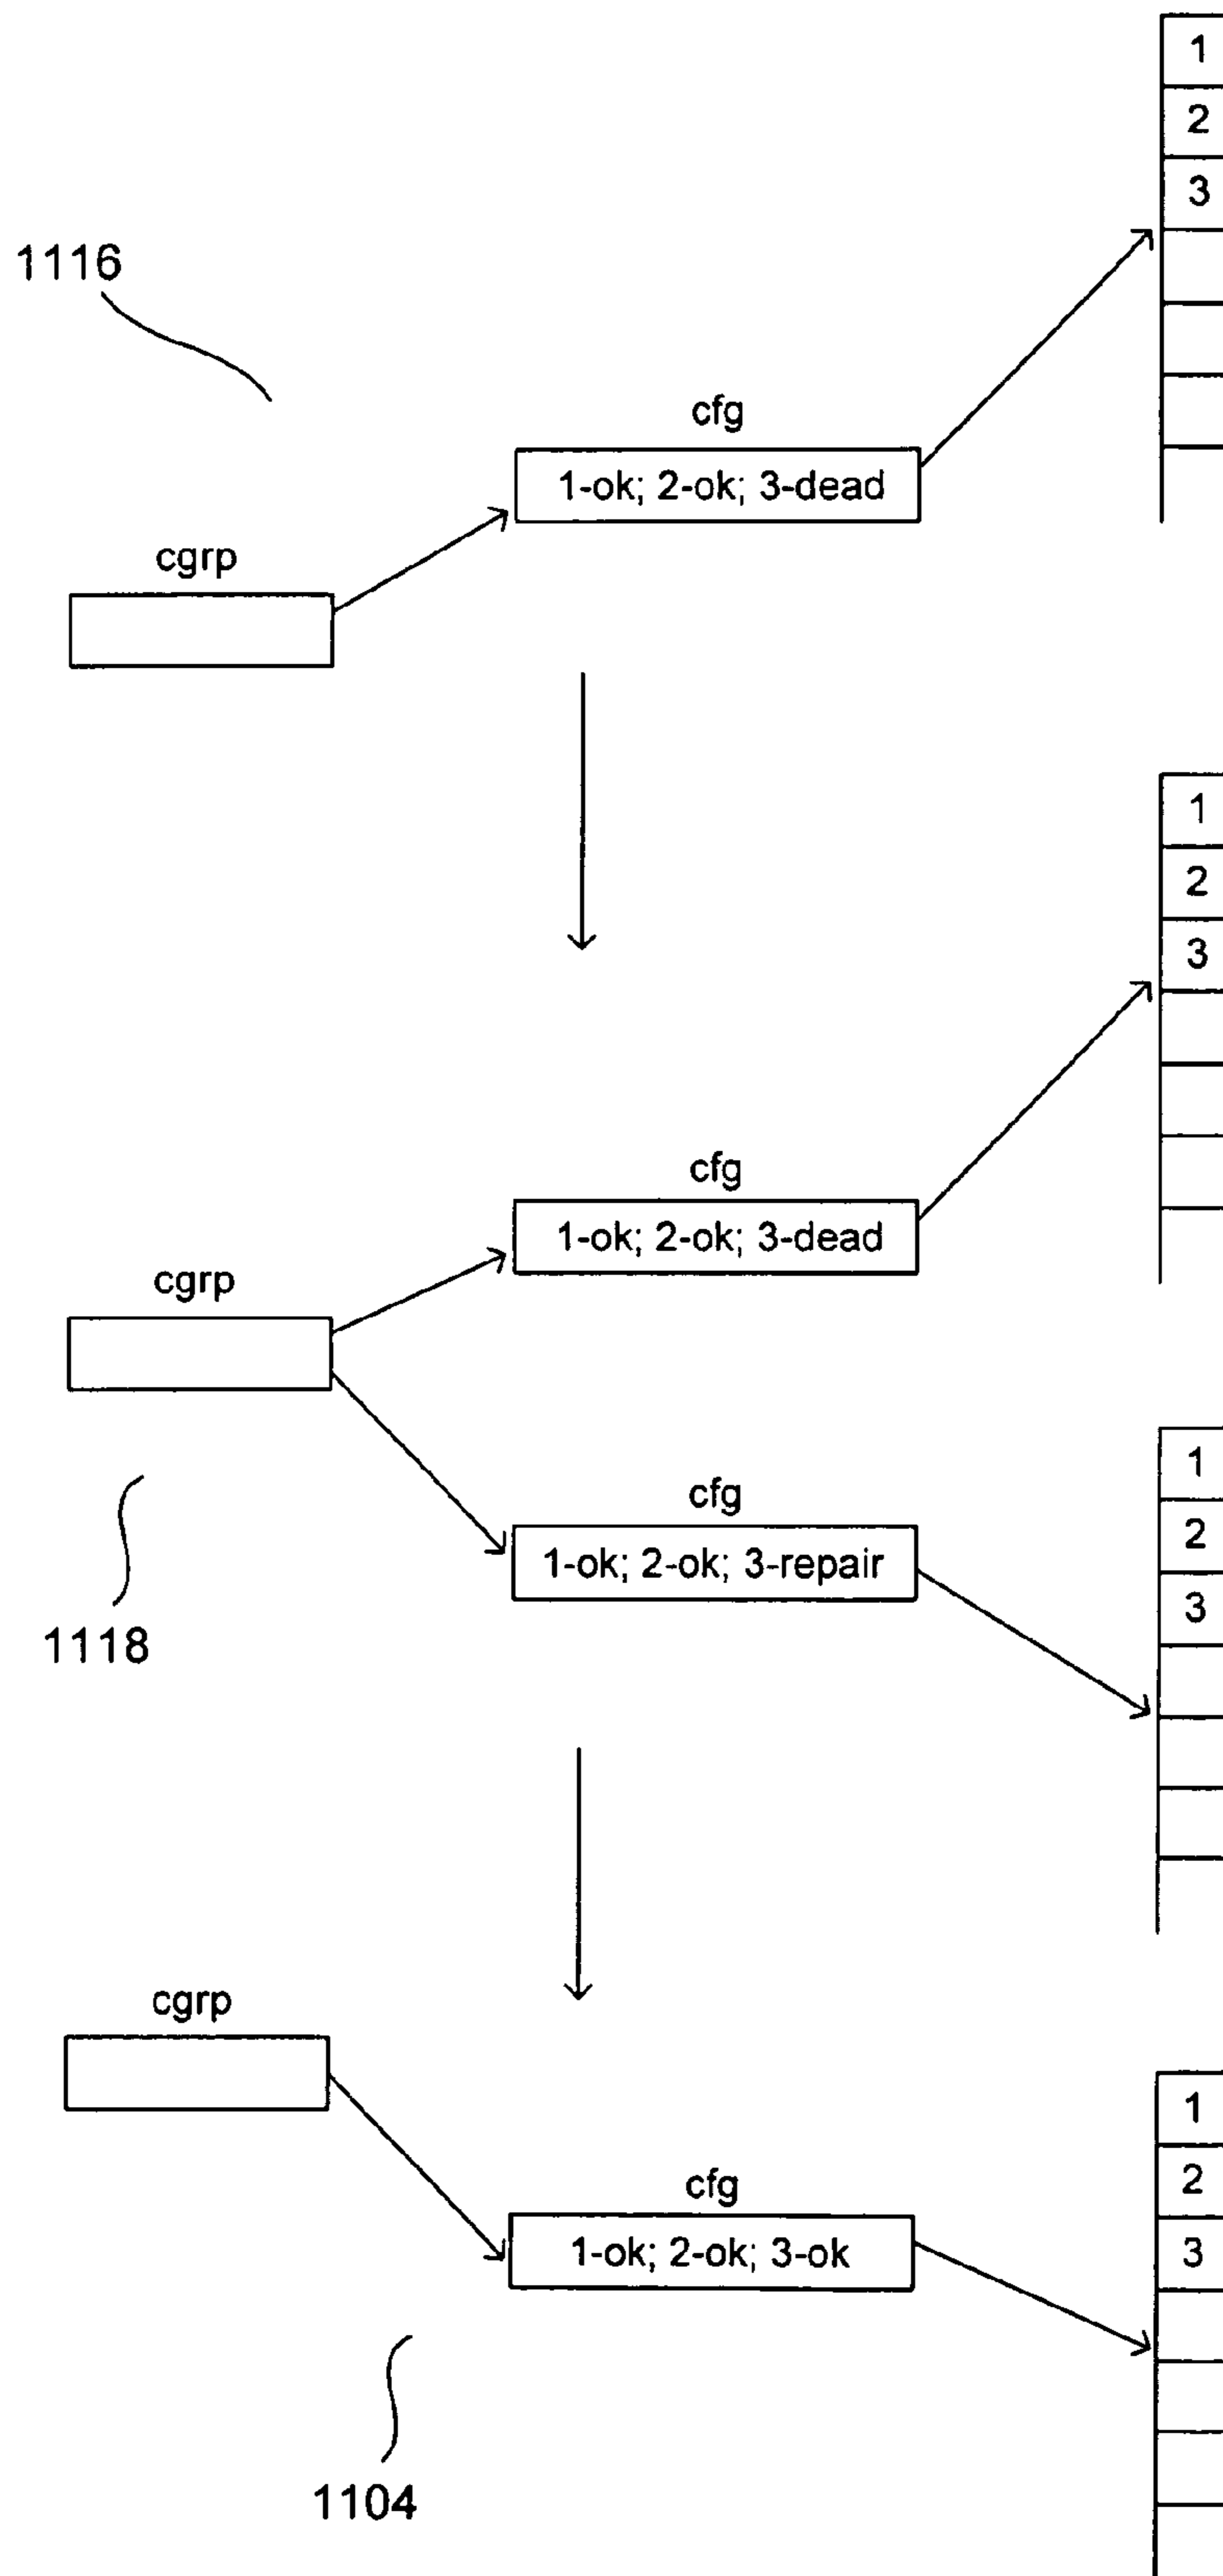 1
2
3
1116
cfg
1-ok; 2-ok; 3-dead
cgrp
1
2
3
cfg
1-ok; 2-ok; 3-dead
cgrp
1
2
3
cfg
1-ok; 2-ok; 3-repair
1118
cgrp
1
2
3
cfg
1-ok; 2-ok; 3-ok
1104